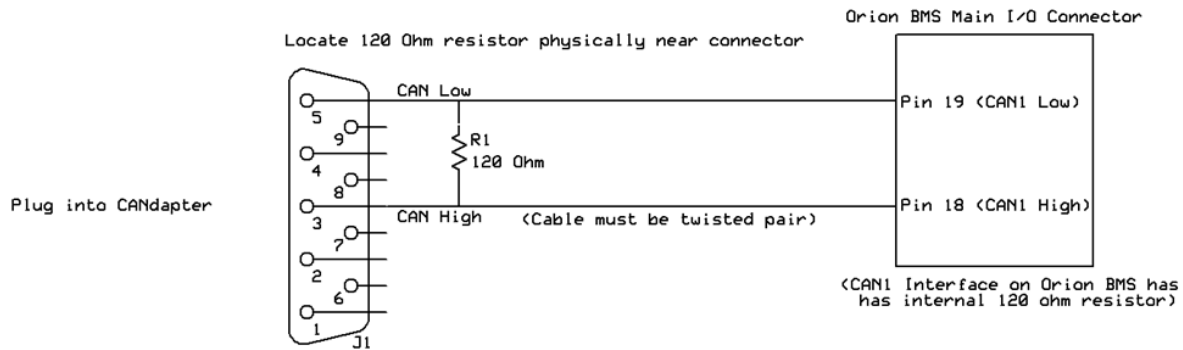 Orion BMS Main I/O Connector
Locate 120 Ohm resistor physically near connector
CAN Low
Pin 19 (CAN1 Low)
5
9
R1
120 Ohm
4
8
Plug into CANdapter
3
CAN High
(Cable must be twisted pair)
Pin 18 (CAN1 High)
7
2
6
(CAN1 Interface on Orion BMS has
has internal 120 ohm resistor)
1
J1